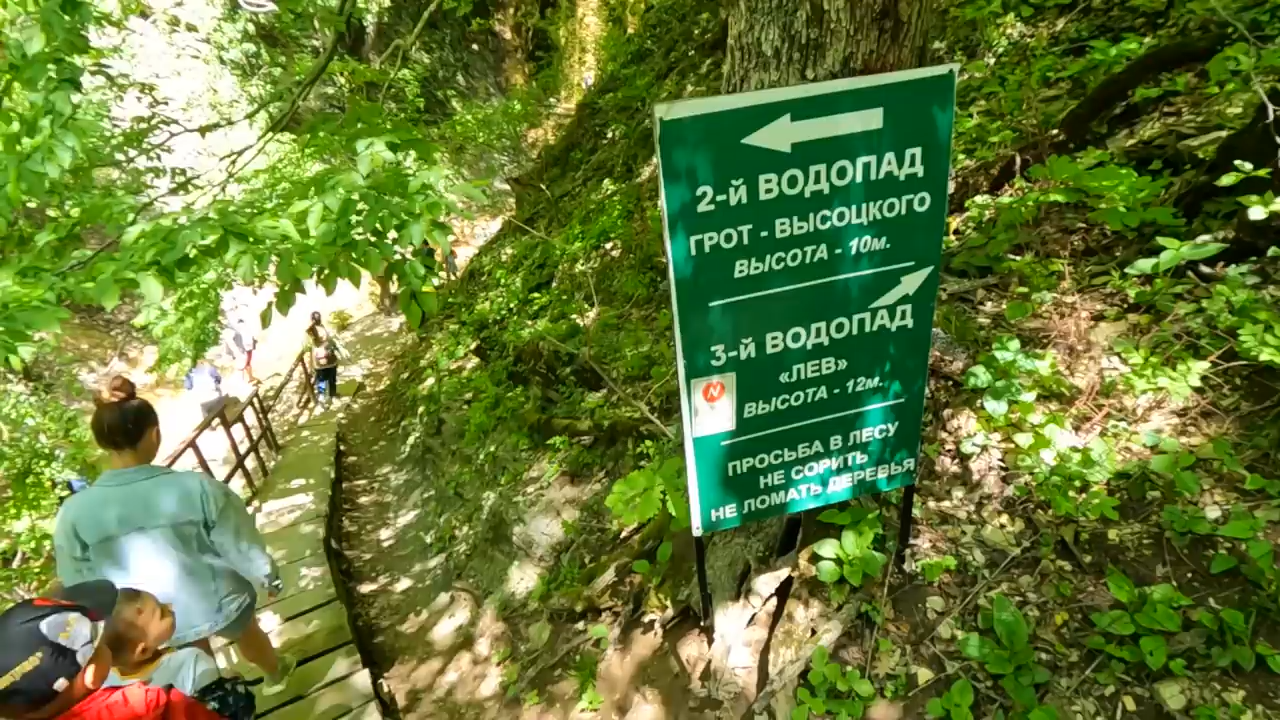 2-й ВОДОПАД
ГРОТ - ВЫСОЦКОГО
ВЫСОТА - 10м.
3-й ВОДОПАД
«ЛЕВ»
ВЫСОТА - 12м.
N
ПРОСЬБА В ЛЕСУ
НЕ СОРИТЬ
НЕ ЛОМАТЬ ДЕРЕВЬЯ